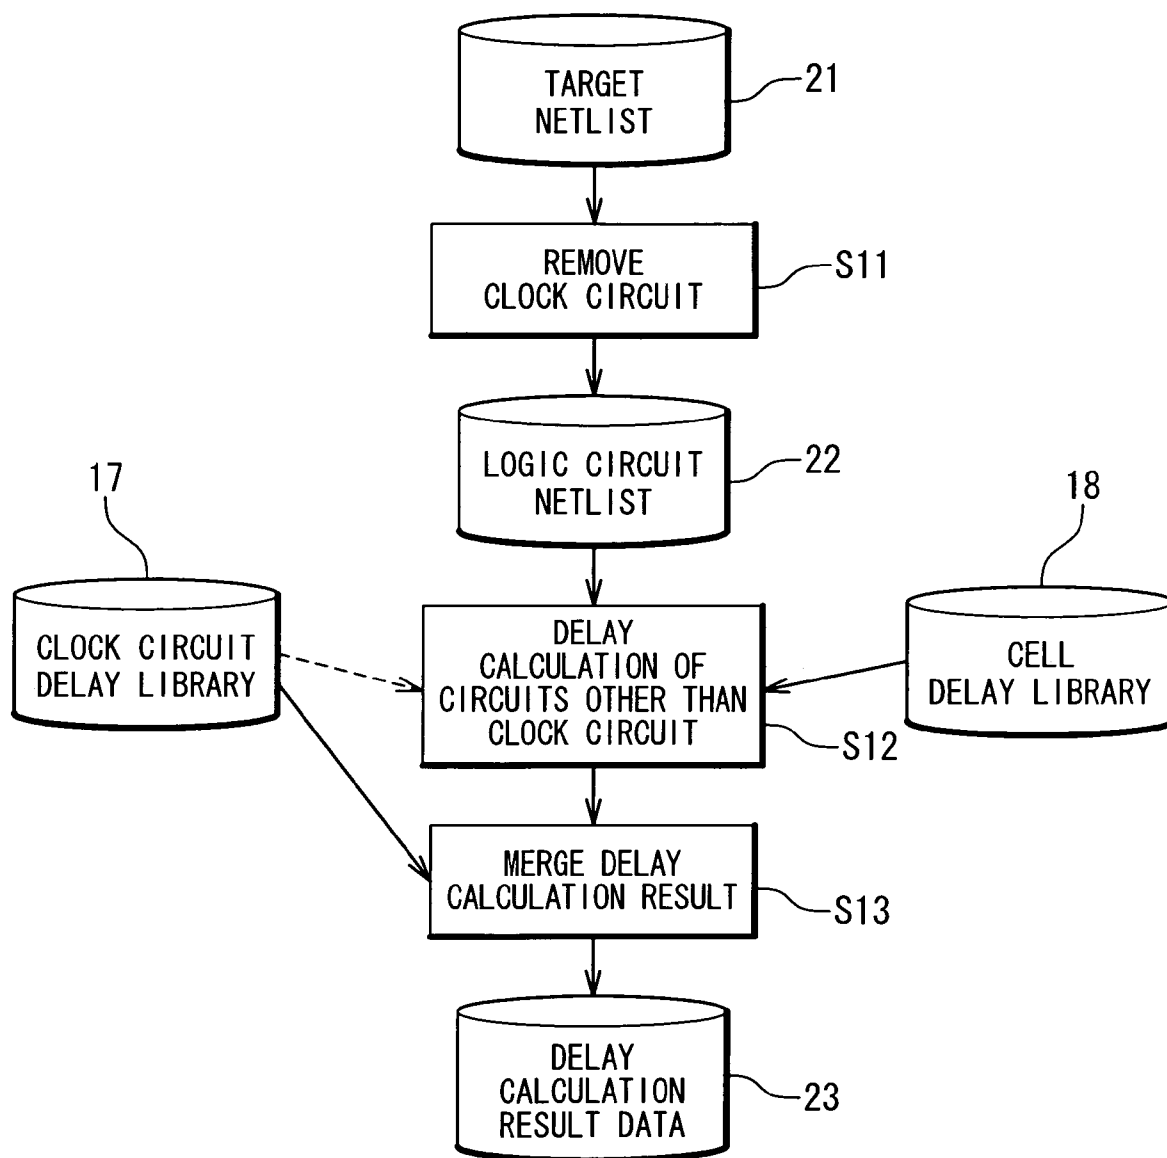 TARGET
NETLIST
21
REMOVE
CLOCK CIRCUIT
S11
LOGIC CIRCUIT
NETLIST
22
17
CLOCK CIRCUIT
DELAY LIBRARY
18
CELL
DELAY LIBRARY
DELAY
CALCULATION OF
CIRCUITS OTHER THAN
CLOCK CIRCUIT
S12
MERGE DELAY
CALCULATION RESULT
S13
DELAY
CALCULATION
RESULT DATA
23